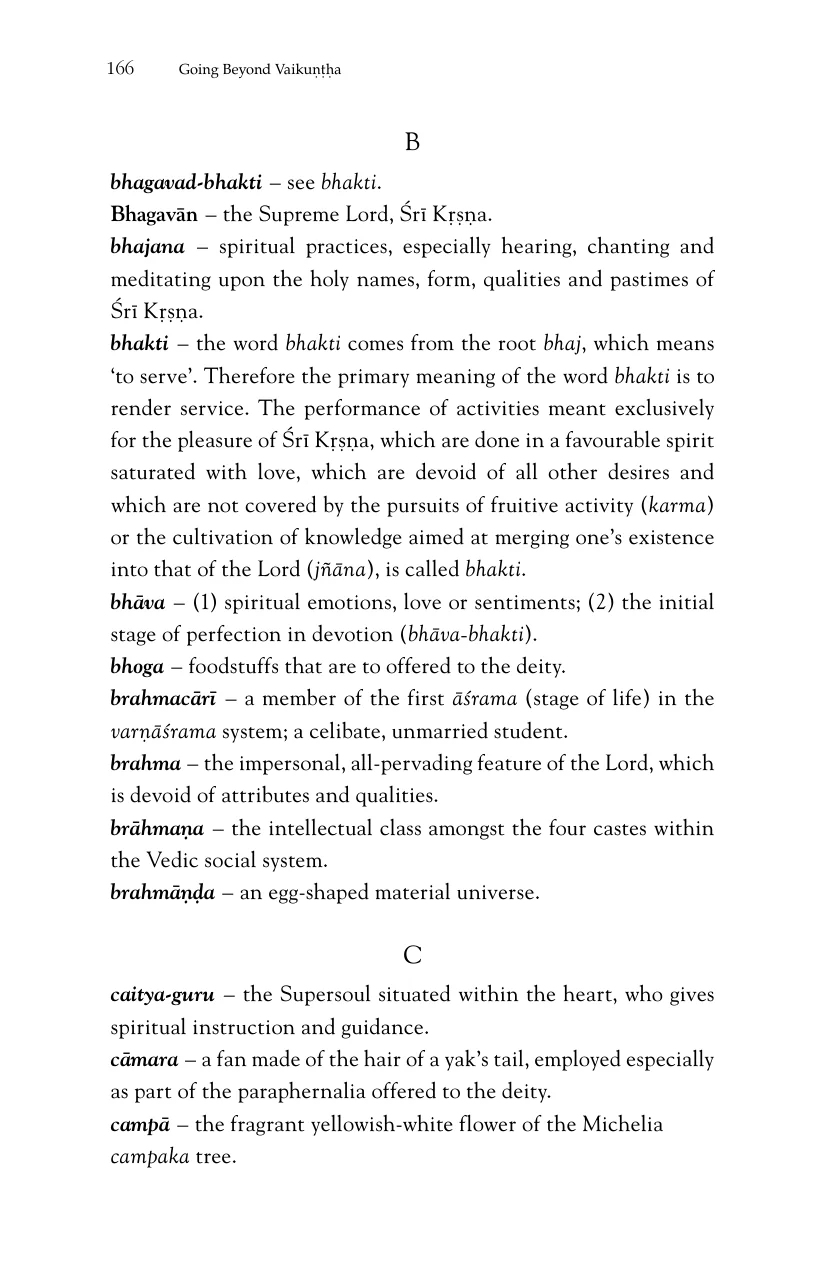 166 Going Beyond Vaikuṇṭha
B
bhagavad-bhakti – see bhakti.
Bhagavān – the Supreme Lord, Śrī Kṛṣṇa.
bhajana – spiritual practices, especially hearing, chanting and
meditating upon the holy names, form, qualities and pastimes of
Śrī Kṛṣṇa.
bhakti – the word bhakti comes from the root bhaj, which means
‘to serve’. Therefore the primary meaning of the word bhakti is to
render service. The performance of activities meant exclusively
for the pleasure of Śrī Kṛṣṇa, which are done in a favourable spirit
saturated with love, which are devoid of all other desires and
which are not covered by the pursuits of fruitive activity (karma)
or the cultivation of knowledge aimed at merging one’s existence
into that of the Lord (jñāna), is called bhakti.
bhāva – (1) spiritual emotions, love or sentiments; (2) the initial
stage of perfection in devotion (bhāva-bhakti).
bhoga – foodstuffs that are to offered to the deity.
brahmacārī – a member of the first āśrama (stage of life) in the
varṇāśrama system; a celibate, unmarried student.
brahma – the impersonal, all-pervading feature of the Lord, which
is devoid of attributes and qualities.
brāhmaṇa – the intellectual class amongst the four castes within
the Vedic social system.
brahmāṇḍa – an egg-shaped material universe.
C
caitya-guru – the Supersoul situated within the heart, who gives
spiritual instruction and guidance.
cāmara – a fan made of the hair of a yak’s tail, employed especially
as part of the paraphernalia offered to the deity.
campā – the fragrant yellowish-white flower of the Michelia
campaka tree.